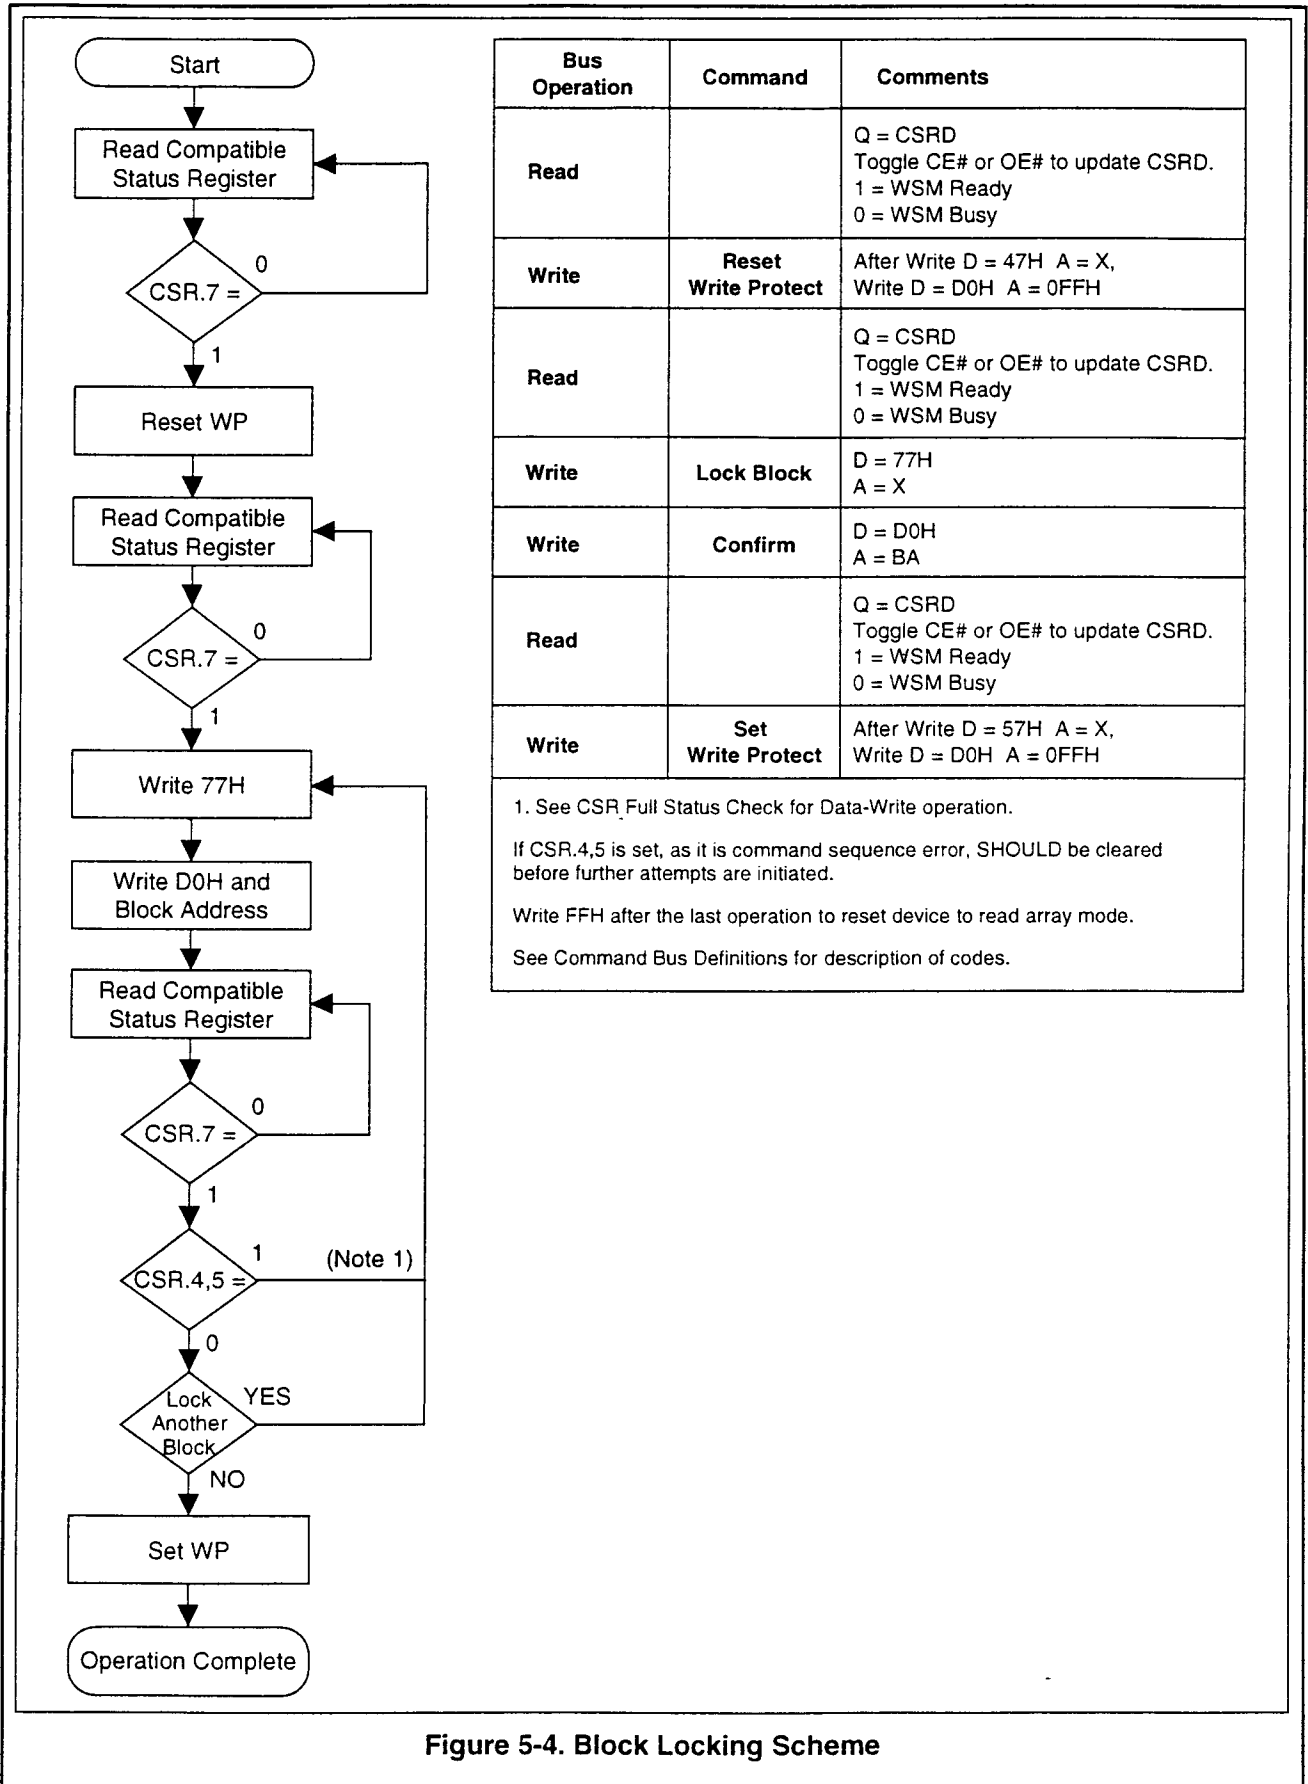 Start
Read Compatible
Status Register
0
CSR.7 =
1
Reset WP
Read Compatible
Status Register
0
CSR.7 =
1
Write 77H
Write D0H and
Block Address
Read Compatible
Status Register
0
CSR.7 =
1
1
(Note 1)
CSR.4,5 =
0
Lock
Another
Block
YES
NO
Set WP
Operation Complete
Bus
Operation
Command
Comments
Read
Q = CSRD
Toggle CE# or OE# to update CSRD.
1 = WSM Ready
0 = WSM Busy
Write
Reset
Write Protect
After Write D = 47H A = X,
Write D = D0H A = 0FFH
Read
Q = CSRD
Toggle CE# or OE# to update CSRD.
1 = WSM Ready
0 = WSM Busy
Write
Lock Block
D = 77H
A = X
Write
Confirm
D = D0H
A = BA
Read
Q = CSRD
Toggle CE# or OE# to update CSRD.
1 = WSM Ready
0 = WSM Busy
Write
Set
Write Protect
After Write D = 57H A = X,
Write D = D0H A = 0FFH
1. See CSR Full Status Check for Data-Write operation.
If CSR.4,5 is set, as it is command sequence error, SHOULD be cleared
before further attempts are initiated.
Write FFH after the last operation to reset device to read array mode.
See Command Bus Definitions for description of codes.
Figure 5-4. Block Locking Scheme